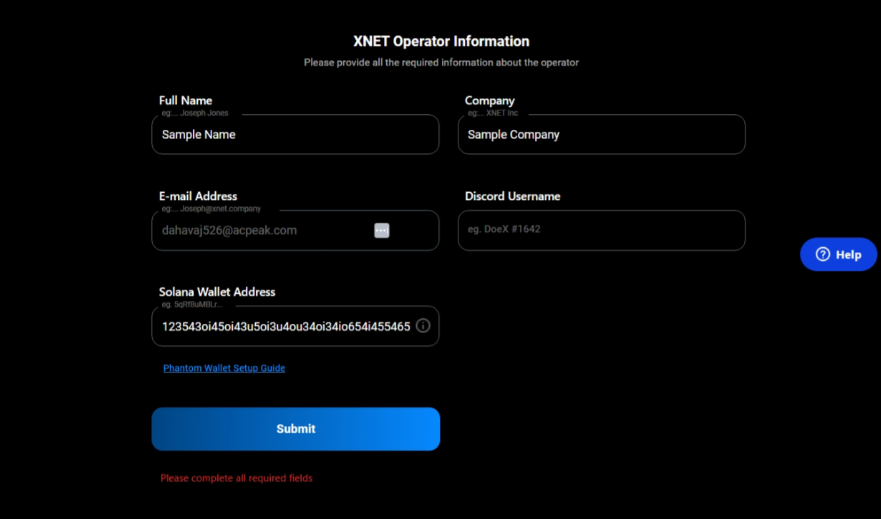 XNET Operator Information
Please provide all the required information about the operator
Full Name
eg:... Joseph Jones
Sample Name
Company
eg:... XNET Inc
Sample Company
E-mail Address
eg:... Joseph@xnet.company
dahavaj526@acpeak.com
Discord Username
eg. DoeX #1642
Help
Solana Wallet Address
eg. 5qRfBuMBLr...
123543oi45oi43u5oi3u4ou34oi34io654i455465
Phantom Wallet Setup Guide
Submit
Please complete all required fields